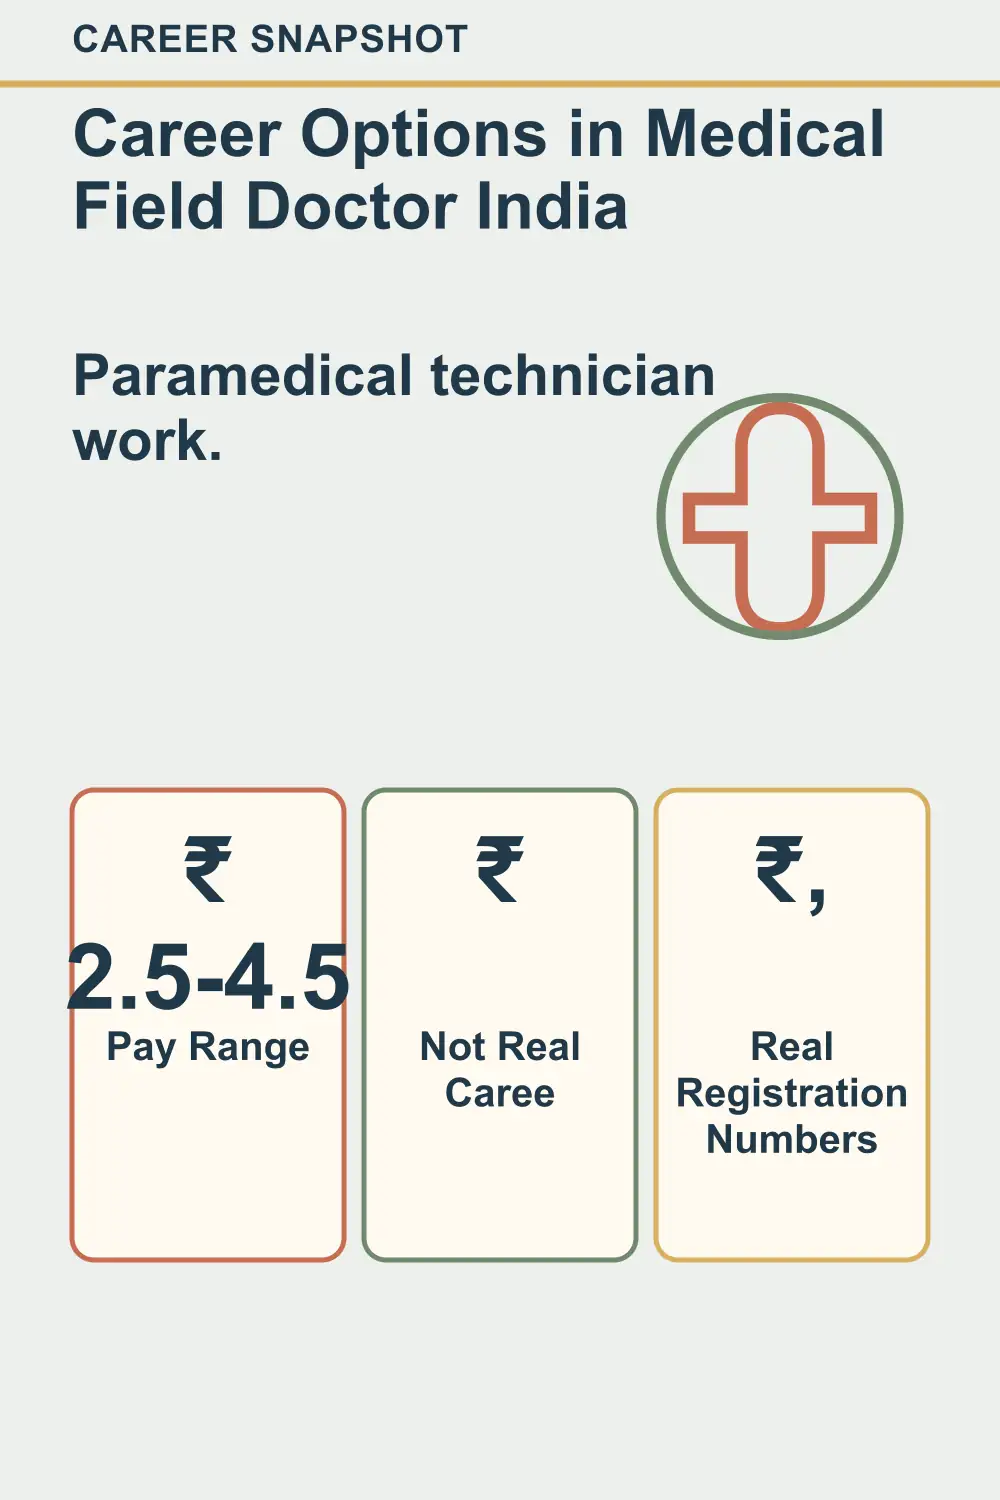 CAREER SNAPSHOT
Career Options in Medical
Field Doctor India
Paramedical technician
work.
₹
2.5-4.5
Pay Range
₹
Not Real
Caree
₹,
Real
Registration
Numbers